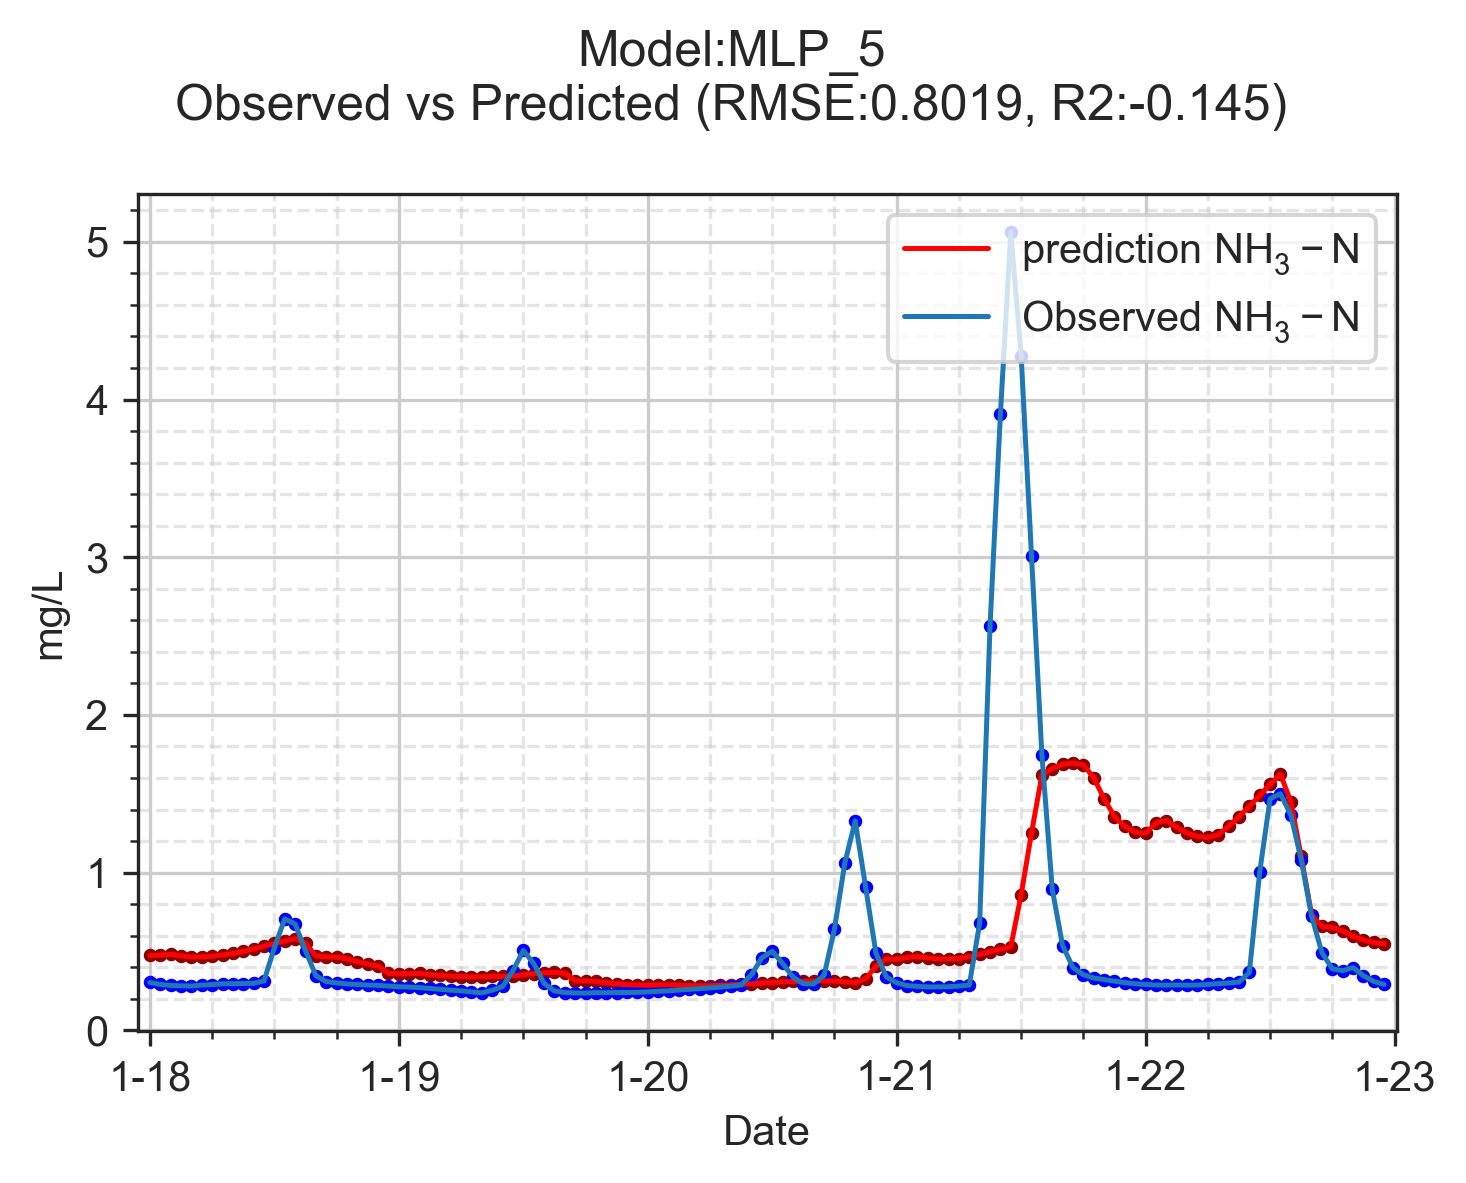 Model:MLP_5
Observed vs Predicted (RMSE:0.8019, R2:-0.145)
prediction NH₃ − N
Observed NH₃ − N
5
4
3
2
1
0
mg/L
1-18 1-19 1-20 1-21 1-22 1-23
Date